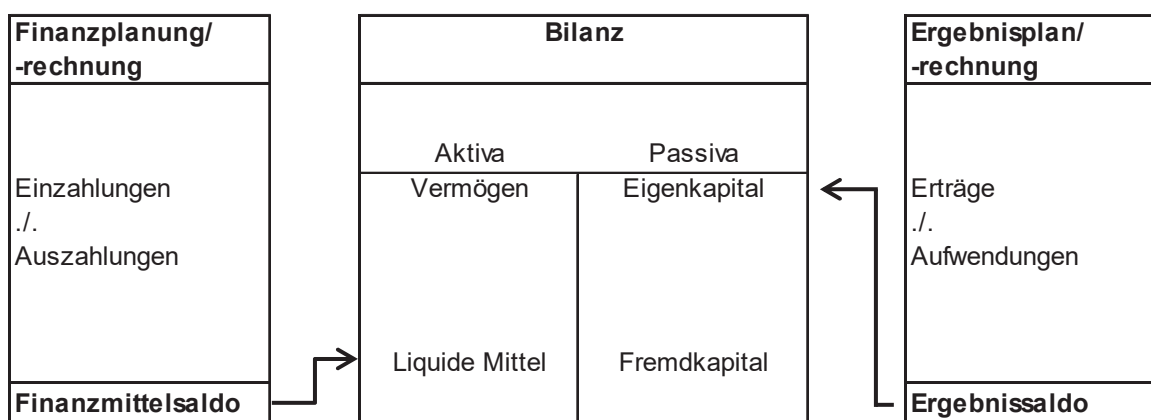 Finanzplanung/
-rechnung
Einzahlungen
./.
Auszahlungen
Finanzmittelsaldo
Bilanz
Aktiva Passiva
Vermögen Eigenkapital
Liquide Mittel Fremdkapital
Ergebnisplan/
-rechnung
Erträge
./.
Aufwendungen
Ergebnissaldo